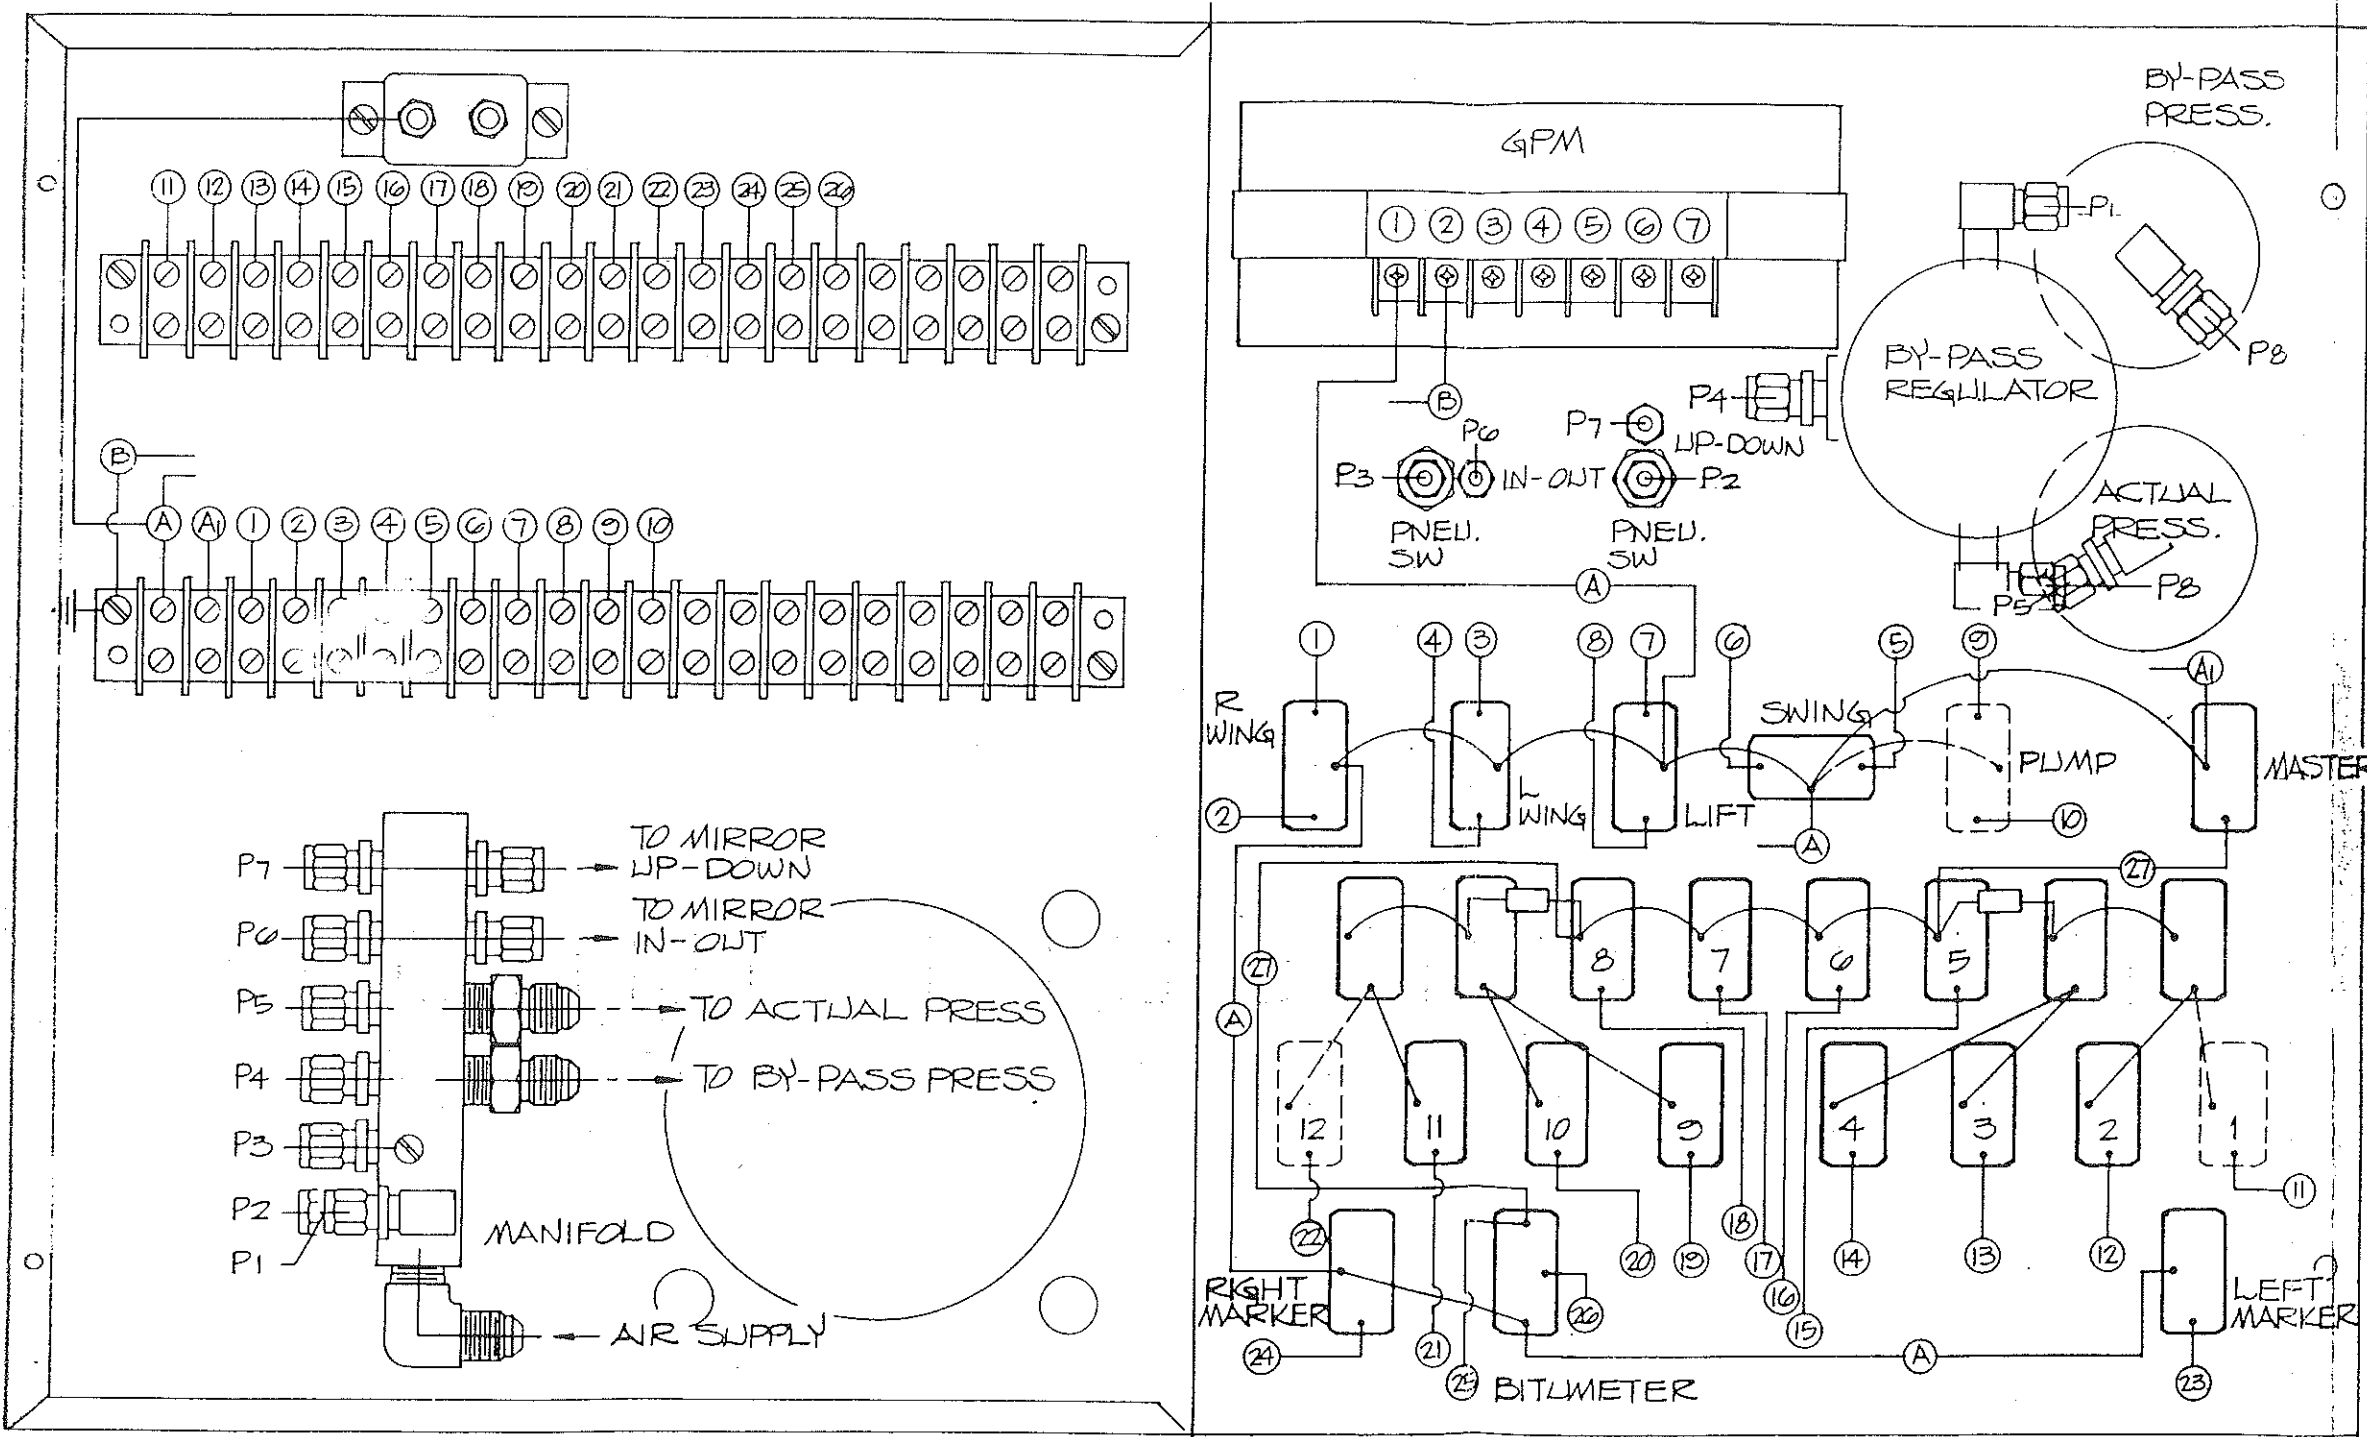 11 12 13 14 15 16 17 18 19 20 21 22 23 24 25 26
B
A A1 1 2 3 4 5 6 7 8 9 10
P7
TO MIRROR
UP-DOWN
P6
TO MIRROR
IN-OUT
P5
TO ACTUAL PRESS
P4
TO BY-PASS PRESS
P3
P2
P1
MANIFOLD
AIR SUPPLY
GPM
1 2 3 4 5 6 7
B
BY-PASS
PRESS.
P1
P8
BY-PASS
REGULATOR
P4
P7
UP-DOWN
P6
P3
IN-OUT
P2
PNEU.
SW
PNEU.
SW
ACTUAL
PRESS.
P8
P5
A
1 4 3 8 7 6 5 9 A1
R
WING
SWING
PUMP
MASTER
2
L
WING
LIFT
10
A
27
8 7 6 5
27
A
12 11 10 9 4 3 2 1
11
22
18
20 19 17 14 13 12
16
15
RIGHT
MARKER
26
LEFT
MARKER
24
21
A
25
BITUMETER
23